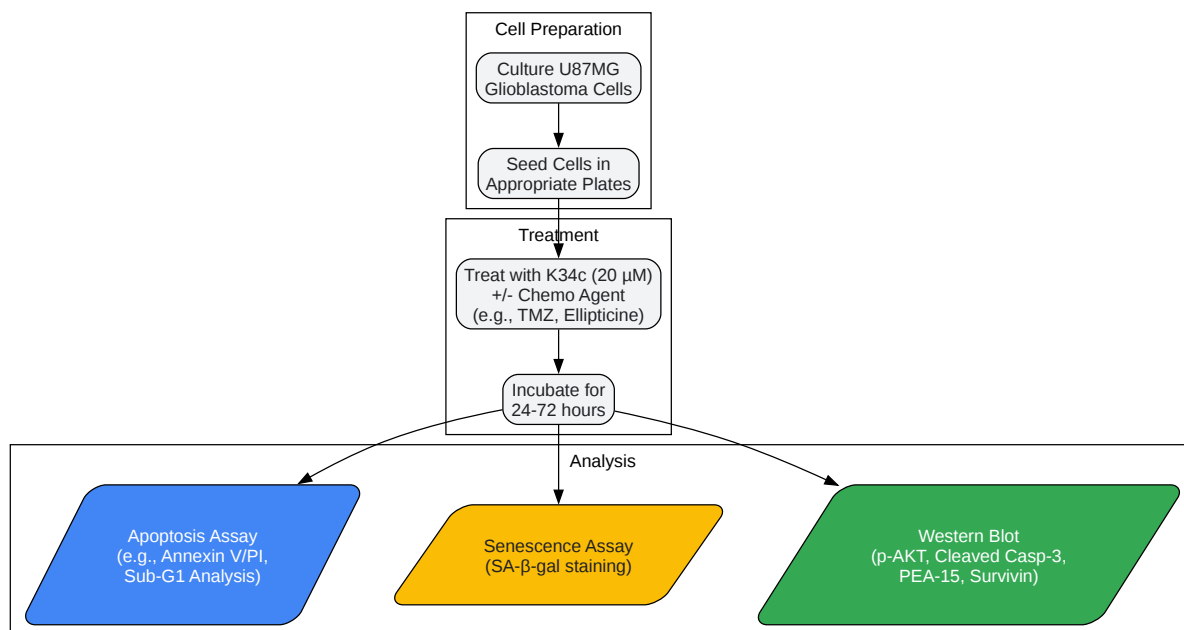 Cell Preparation
Culture U87MG
Glioblastoma Cells
Seed Cells in
Appropriate Plates
Treatment
Treat with K34c (20 µM)
+/- Chemo Agent
(e.g., TMZ, Ellipticine)
Incubate for
24-72 hours
Analysis
Apoptosis Assay
(e.g., Annexin V/PI,
Sub-G1 Analysis)
Senescence Assay
(SA-β-gal staining)
Western Blot
(p-AKT, Cleaved Casp-3,
PEA-15, Survivin)